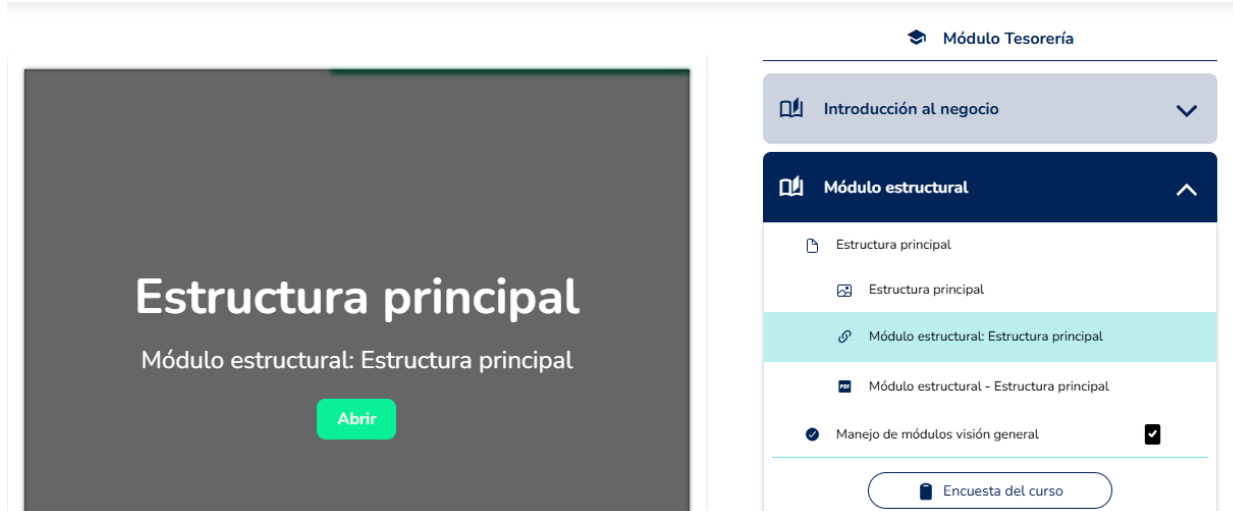 Módulo Tesorería
Introducción al negocio
Módulo estructural
Estructura principal
Estructura principal
Módulo estructural: Estructura principal
PDF Módulo estructural - Estructura principal
Manejo de módulos visión general
Encuesta del curso
Estructura principal
Módulo estructural: Estructura principal
Abrir